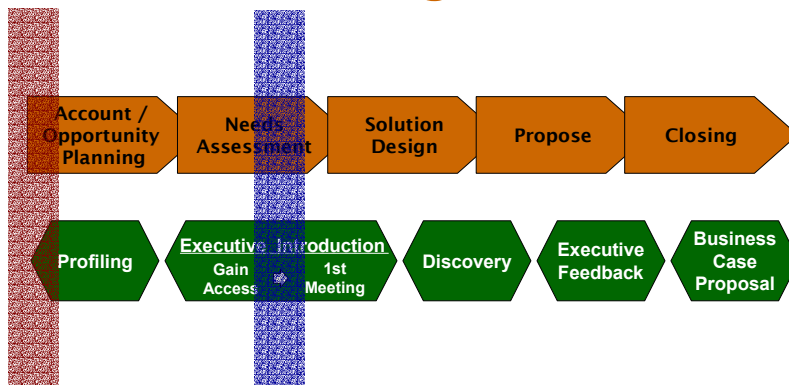 Account /
Opportunity
Planning
Needs
Assessment
Solution
Design
Propose
Closing
Profiling
Executive Introduction
Gain
Access
1st
Meeting
Discovery
Executive
Feedback
Business
Case
Proposal